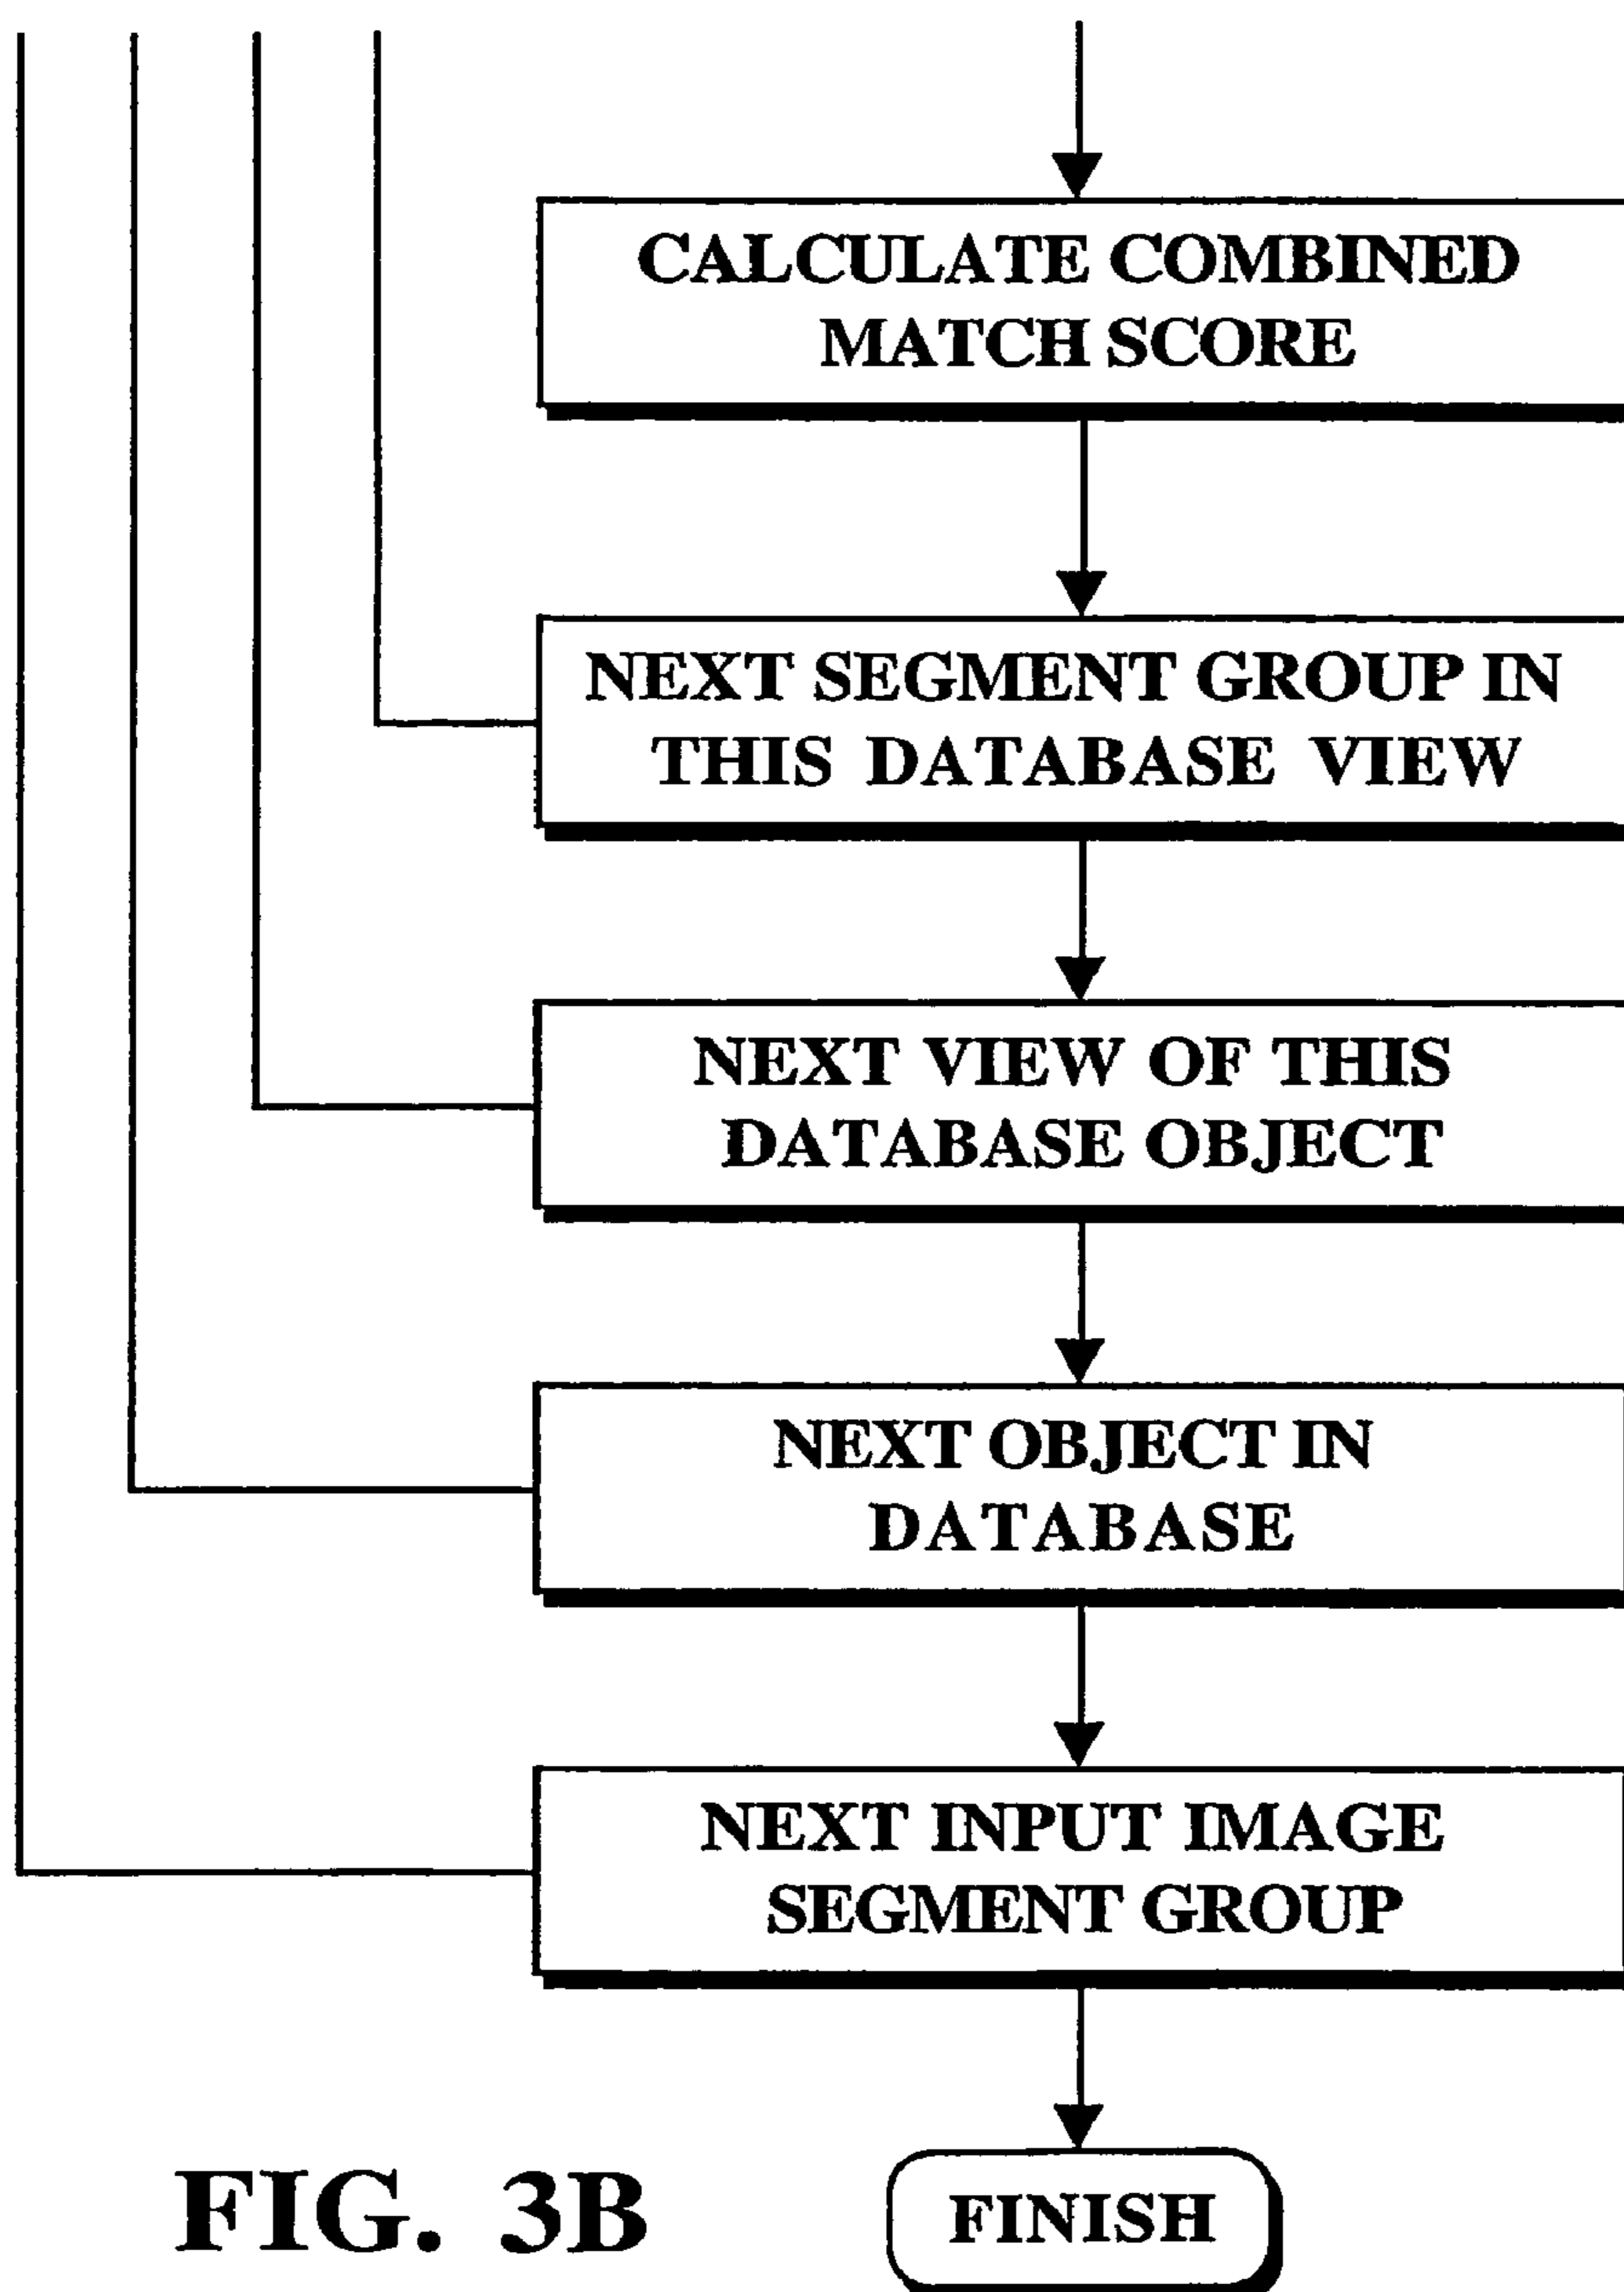 CALCULATE COMBINED
MATCH SCORE
NEXT SEGMENT GROUP IN
THIS DATABASE VIEW
NEXT VIEW OF THIS
DATABASE OBJECT
NEXT OBJECT IN
DATABASE
NEXT INPUT IMAGE
SEGMENT GROUP
FINISH
FIG. 3B